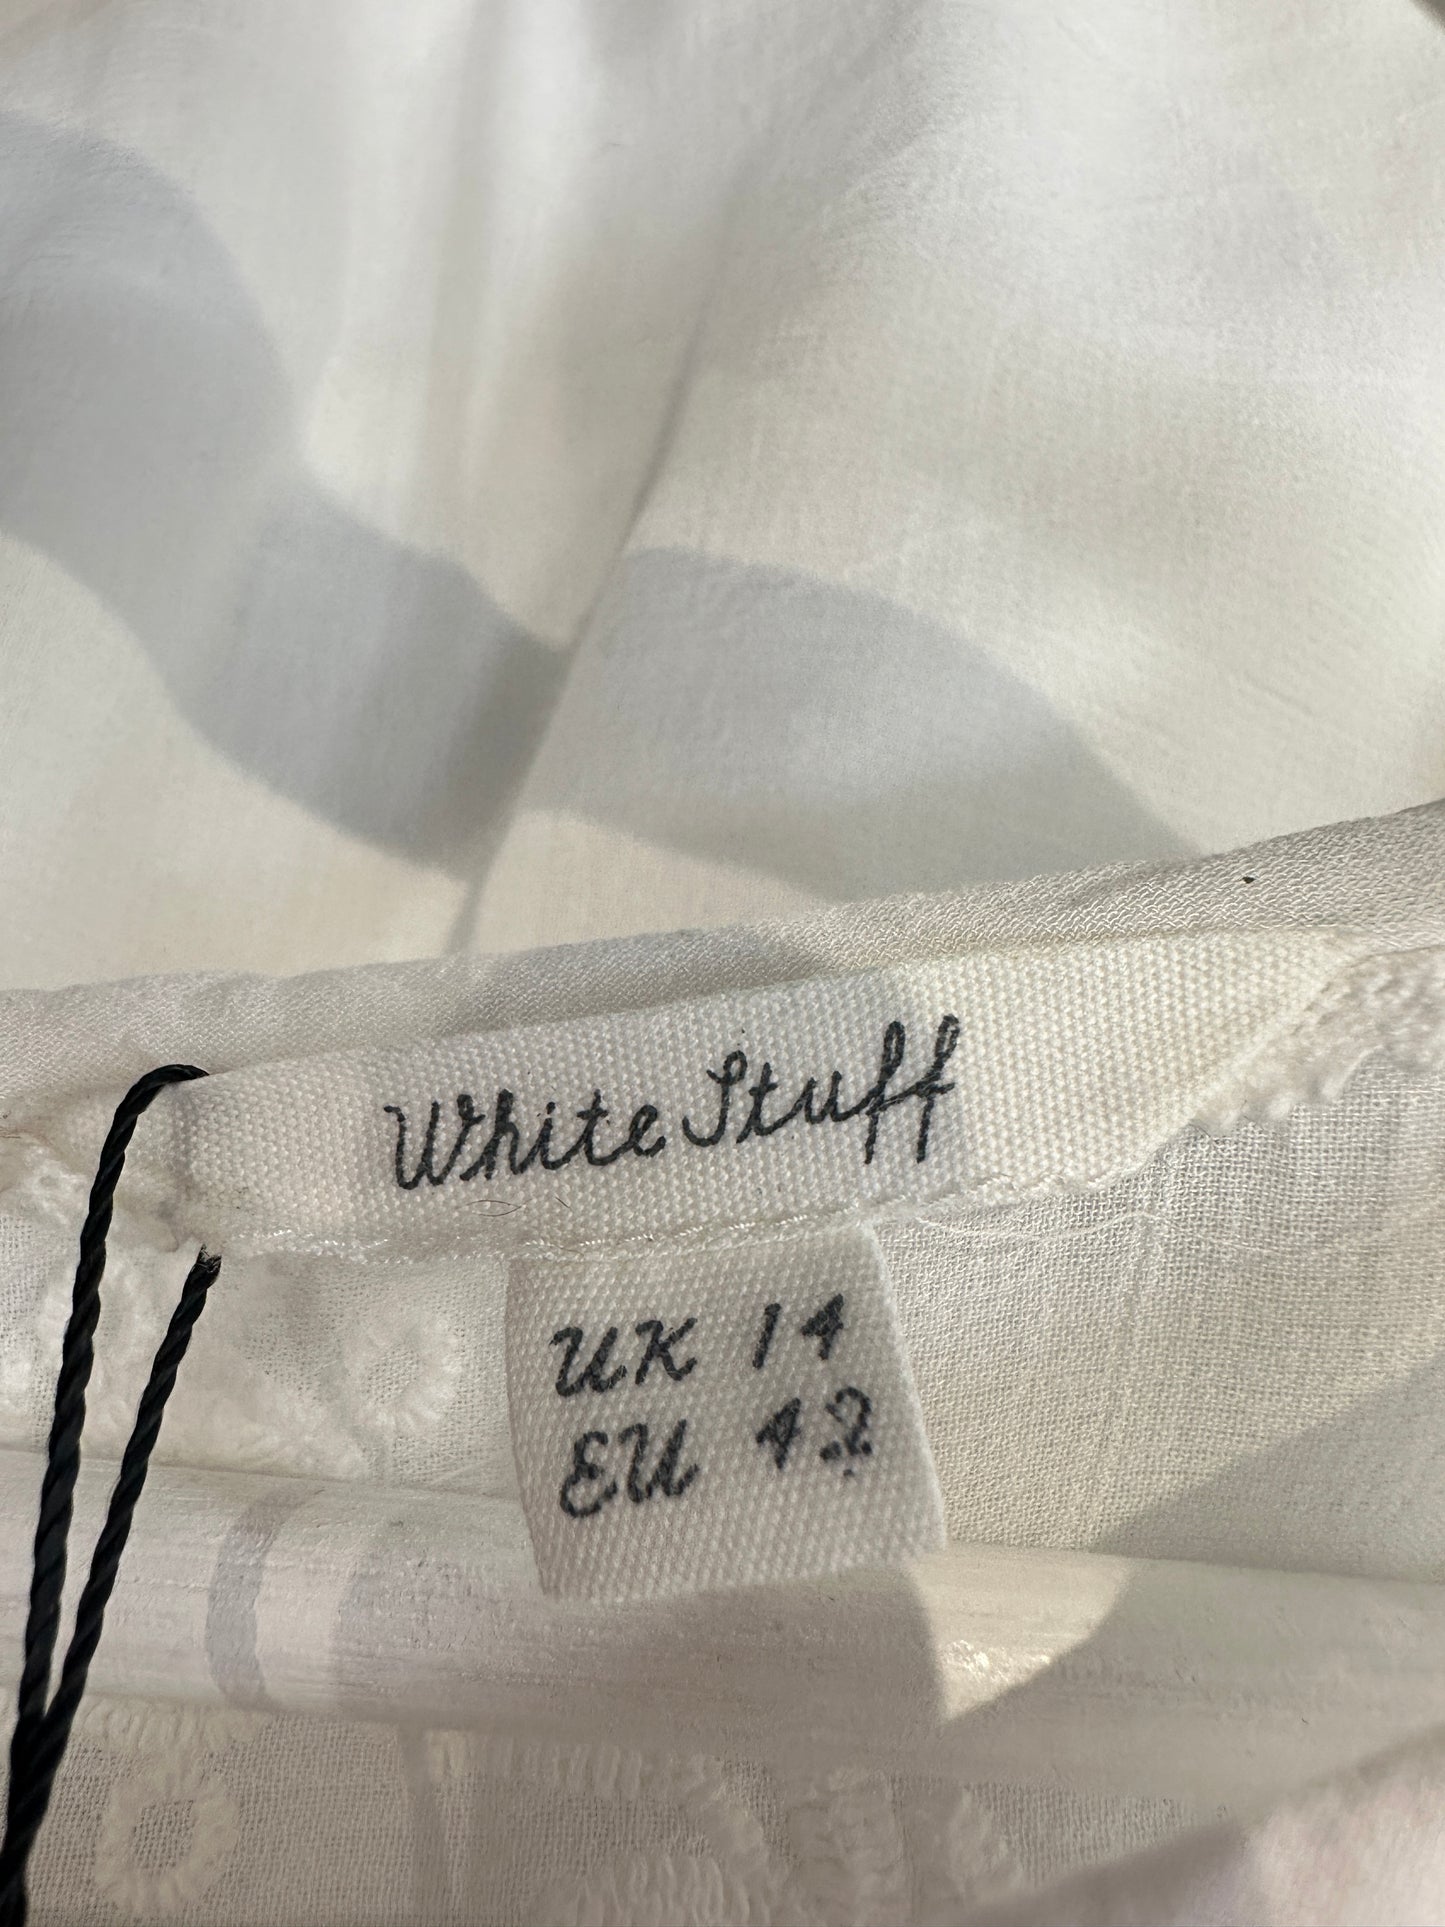 White Stuff
UK 14
EU 42